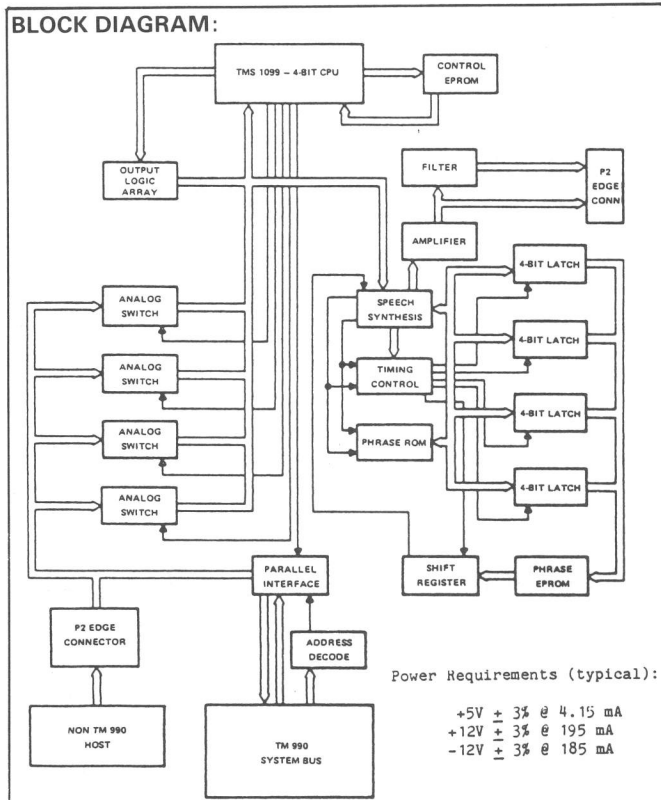 BLOCK DIAGRAM:
TMS 1099 – 4-BIT CPU
CONTROL
EPROM
OUTPUT
LOGIC
ARRAY
FILTER
P2
EDGE
CONN
AMPLIFIER
4-BIT LATCH
ANALOG
SWITCH
SPEECH
SYNTHESIS
4-BIT LATCH
ANALOG
SWITCH
TIMING
CONTROL
4-BIT LATCH
ANALOG
SWITCH
PHRASE ROM
4-BIT LATCH
ANALOG
SWITCH
PARALLEL
INTERFACE
SHIFT
REGISTER
PHRASE
EPROM
P2 EDGE
CONNECTOR
ADDRESS
DECODE
NON TM 990
HOST
TM 990
SYSTEM BUS
Power Requirements (typical):
+5V ± 3% @ 4.15 mA
+12V ± 3% @ 195 mA
-12V ± 3% @ 185 mA